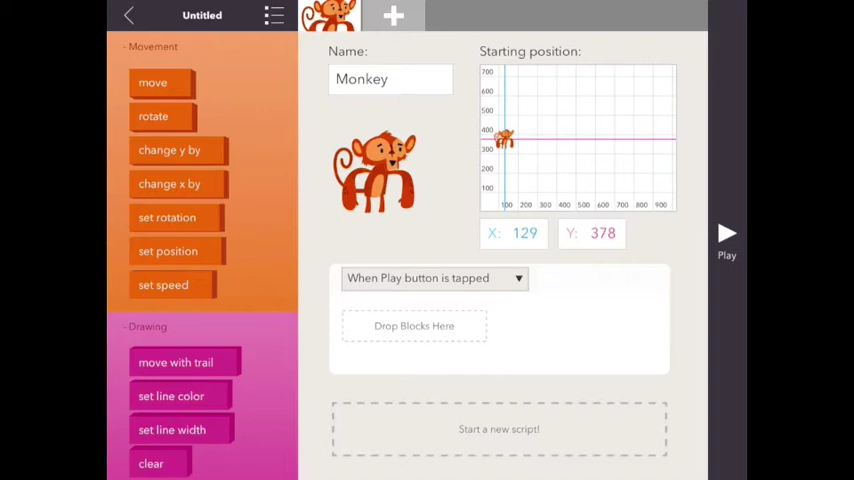 Untitled
- Movement
move
rotate
change y by
change x by
set rotation
set position
set speed
- Drawing
move with trail
set line color
set line width
clear
Name:
Monkey
Starting position:
700
600
500
400
300
200
100
100 200 300 400 500 600 700 800 900
X: 129 Y: 378
When Play button is tapped
Drop Blocks Here
Start a new script!
Play